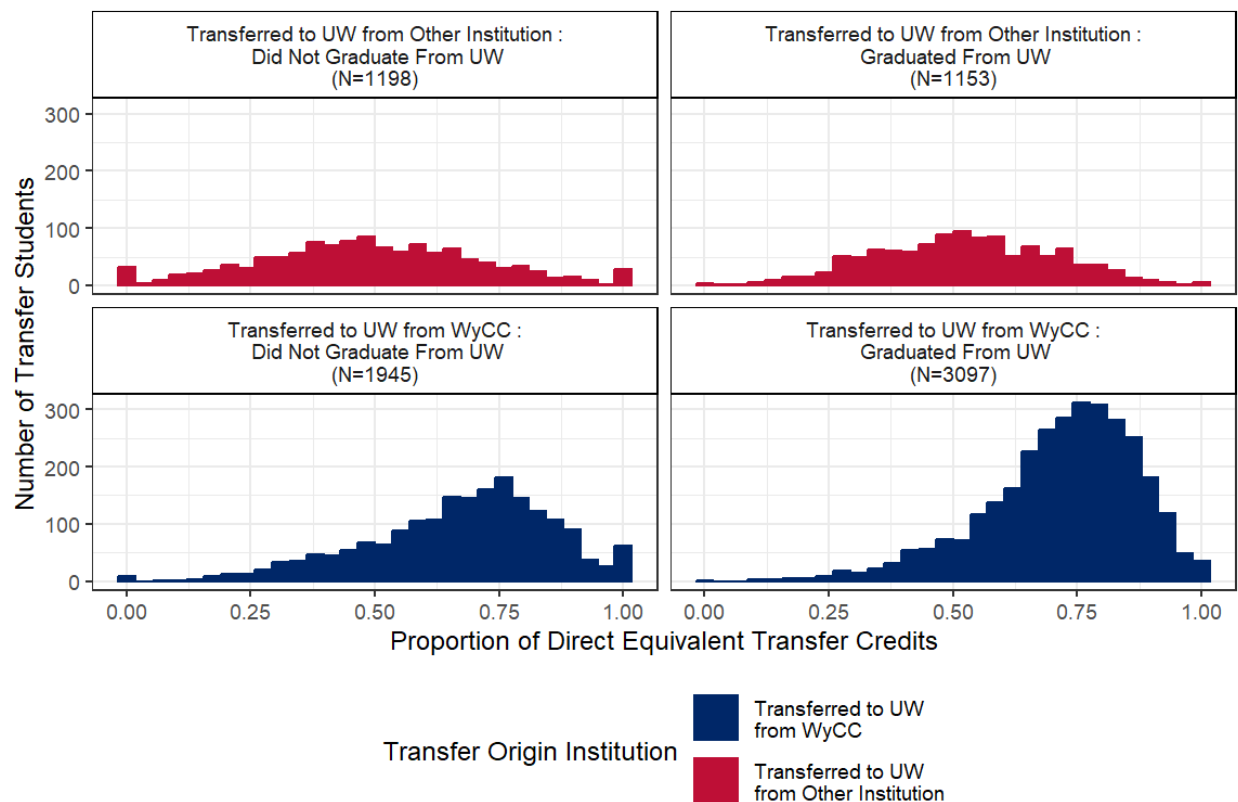 Transferred to UW from Other Institution :
Did Not Graduate From UW
(N=1198)
Transferred to UW from Other Institution :
Graduated From UW
(N=1153)
300
200
100
0
Transferred to UW from WyCC :
Did Not Graduate From UW
(N=1945)
Transferred to UW from WyCC :
Graduated From UW
(N=3097)
300
200
100
0
Number of Transfer Students
0.00 0.25 0.50 0.75 1.00
0.00 0.25 0.50 0.75 1.00
Proportion of Direct Equivalent Transfer Credits
Transfer Origin Institution
Transferred to UW
from WyCC
Transferred to UW
from Other Institution